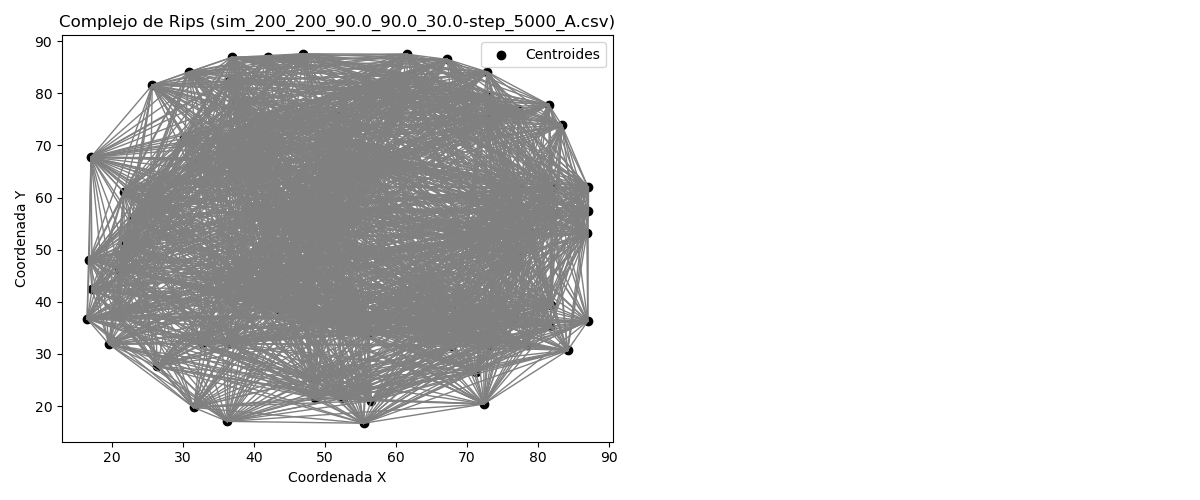 Complejo de Rips (sim_200_200_90.0_90.0_30.0-step_5000_A.csv)
Centroides
90
80
70
60
50
40
30
20
Coordenada Y
20 30 40 50 60 70 80 90
Coordenada X